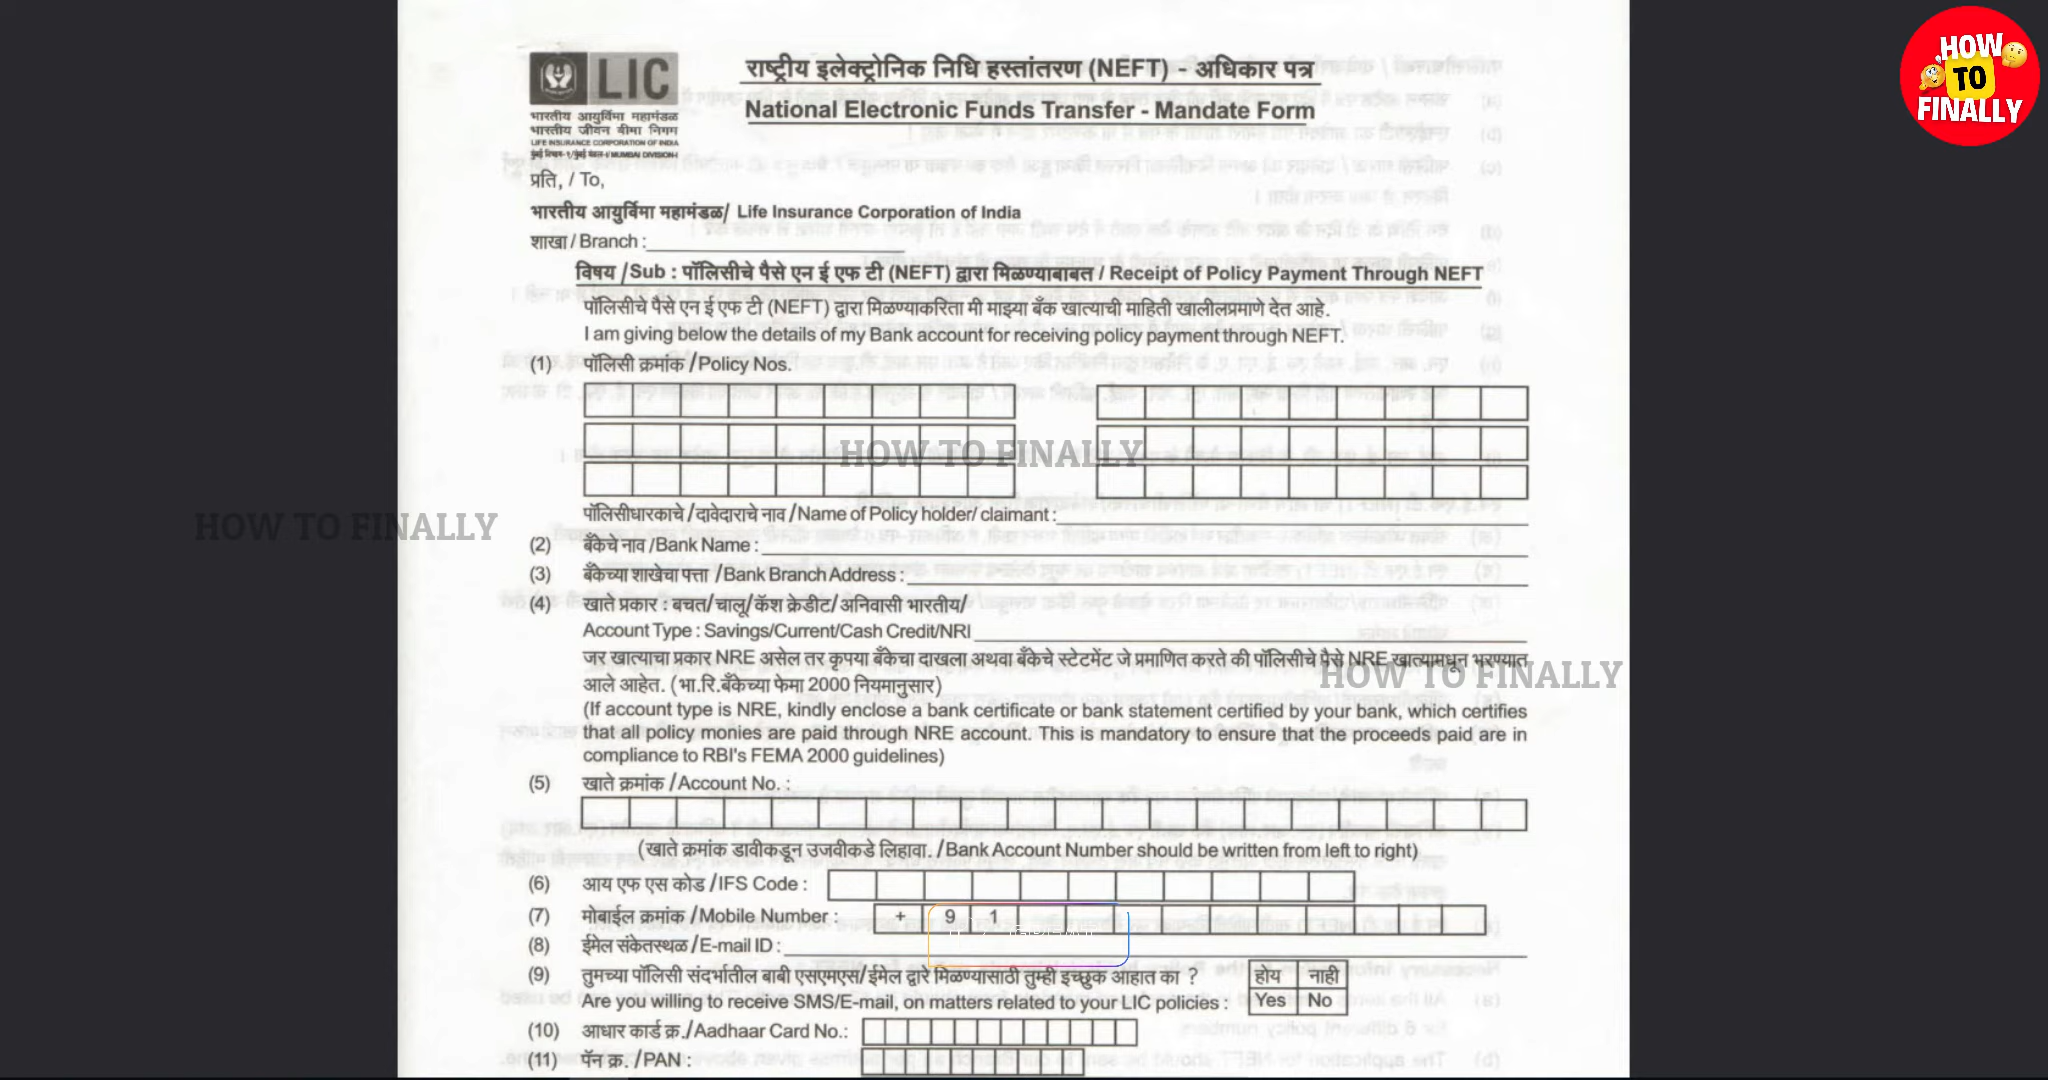 HOW
TO
FINALLY
LIC
भारतीय आयुर्विमा महामंडळ
भारतीय जीवन बीमा निगम
LIFE INSURANCE CORPORATION OF INDIA
राष्ट्रीय इलेक्ट्रोनिक निधि हस्तांतरण (NEFT) - अधिकार पत्र
National Electronic Funds Transfer - Mandate Form
प्रति, / To,
भारतीय आयुर्विमा महामंडळ/ Life Insurance Corporation of India
शाखा / Branch :
विषय /Sub : पॉलिसीचे पैसे एन ई एफ टी (NEFT) द्वारा मिळण्याबाबत / Receipt of Policy Payment Through NEFT
पॉलिसीचे पैसे एन ई एफ टी (NEFT) द्वारा मिळण्याकरिता मी माझ्या बँक खात्याची माहिती खालीलप्रमाणे देत आहे.
I am giving below the details of my Bank account for receiving policy payment through NEFT.
(1) पॉलिसी क्रमांक / Policy Nos.
HOW TO FINALLY
पॉलिसीधारकाचे /दावेदाराचे नाव /Name of Policy holder/ claimant :
HOW TO FINALLY
(2) बँकेचे नाव /Bank Name :
(3) बँकेच्या शाखेचा पत्ता /Bank Branch Address :
(4) खाते प्रकार : बचत/चालू/कॅश क्रेडीट/अनिवासी भारतीय/
Account Type : Savings/Current/Cash Credit/NRI
जर खात्याचा प्रकार NRE असेल तर कृपया बँकेचा दाखला अथवा बँकेचे स्टेटमेंट जे प्रमाणित करते की पॉलिसीचे पैसे NRE खात्यामधून भरण्यात
HOW TO FINALLY
आले आहेत. (भा.रि.बँकेच्या फेमा 2000 नियमानुसार)
(If account type is NRE, kindly enclose a bank certificate or bank statement certified by your bank, which certifies
that all policy monies are paid through NRE account. This is mandatory to ensure that the proceeds paid are in
compliance to RBI's FEMA 2000 guidelines)
(5) खाते क्रमांक /Account No. :
(खाते क्रमांक डावीकडून उजवीकडे लिहावा. /Bank Account Number should be written from left to right)
(6) आय एफ एस कोड /IFS Code :
(7) मोबाईल क्रमांक /Mobile Number : + 9 1
(8) ईमेल संकेतस्थळ /E-mail ID :
(9) तुमच्या पॉलिसी संदर्भातील बाबी एसएमएस/ईमेल द्वारे मिळण्यासाठी तुम्ही इच्छुक आहात का ? होय नाही
Are you willing to receive SMS/E-mail, on matters related to your LIC policies : Yes No
(10) आधार कार्ड क्र./Aadhaar Card No.:
(11) पॅन क्र. /PAN :